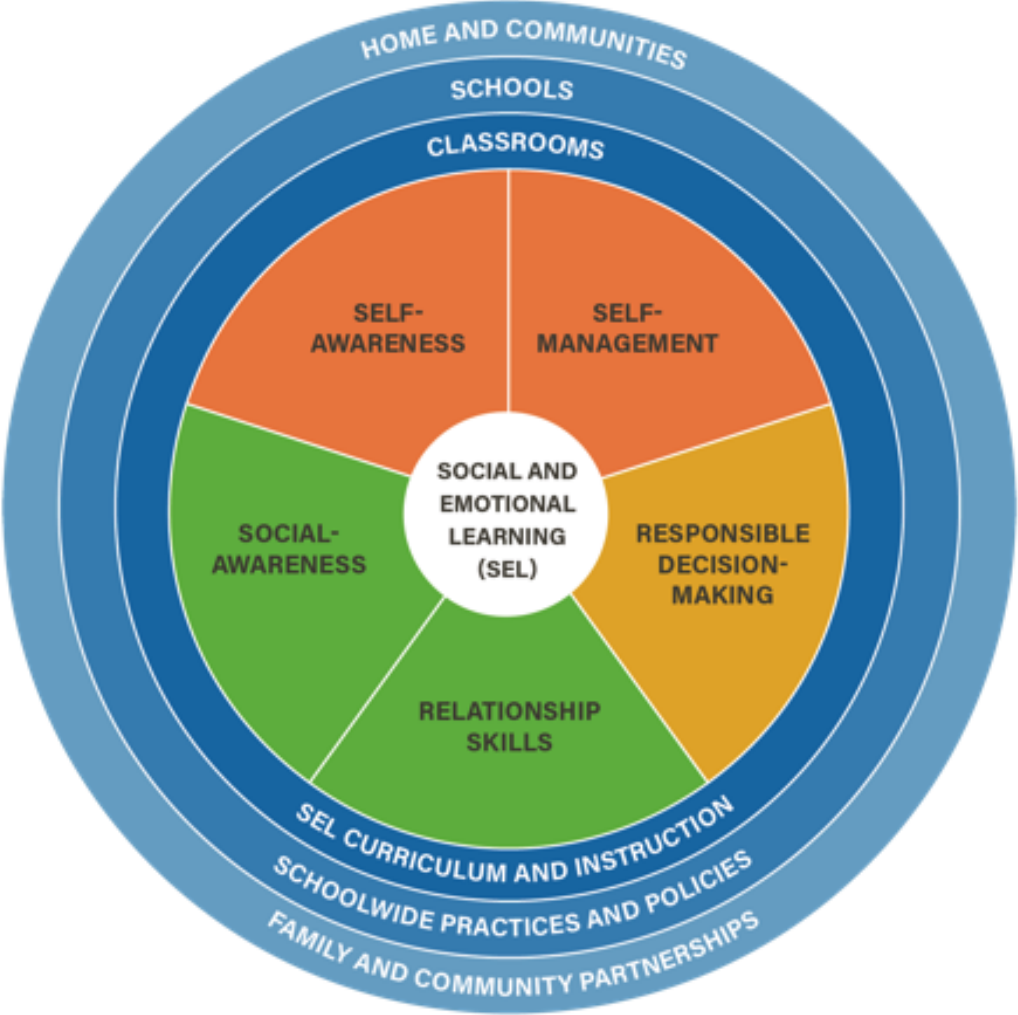 HOME AND COMMUNITIES
SCHOOLS
CLASSROOMS
SELF-
AWARENESS
SELF-
MANAGEMENT
SOCIAL AND
EMOTIONAL
LEARNING
(SEL)
SOCIAL-
AWARENESS
RESPONSIBLE
DECISION-
MAKING
RELATIONSHIP
SKILLS
SEL CURRICULUM AND INSTRUCTION
SCHOOLWIDE PRACTICES AND POLICIES
FAMILY AND COMMUNITY PARTNERSHIPS